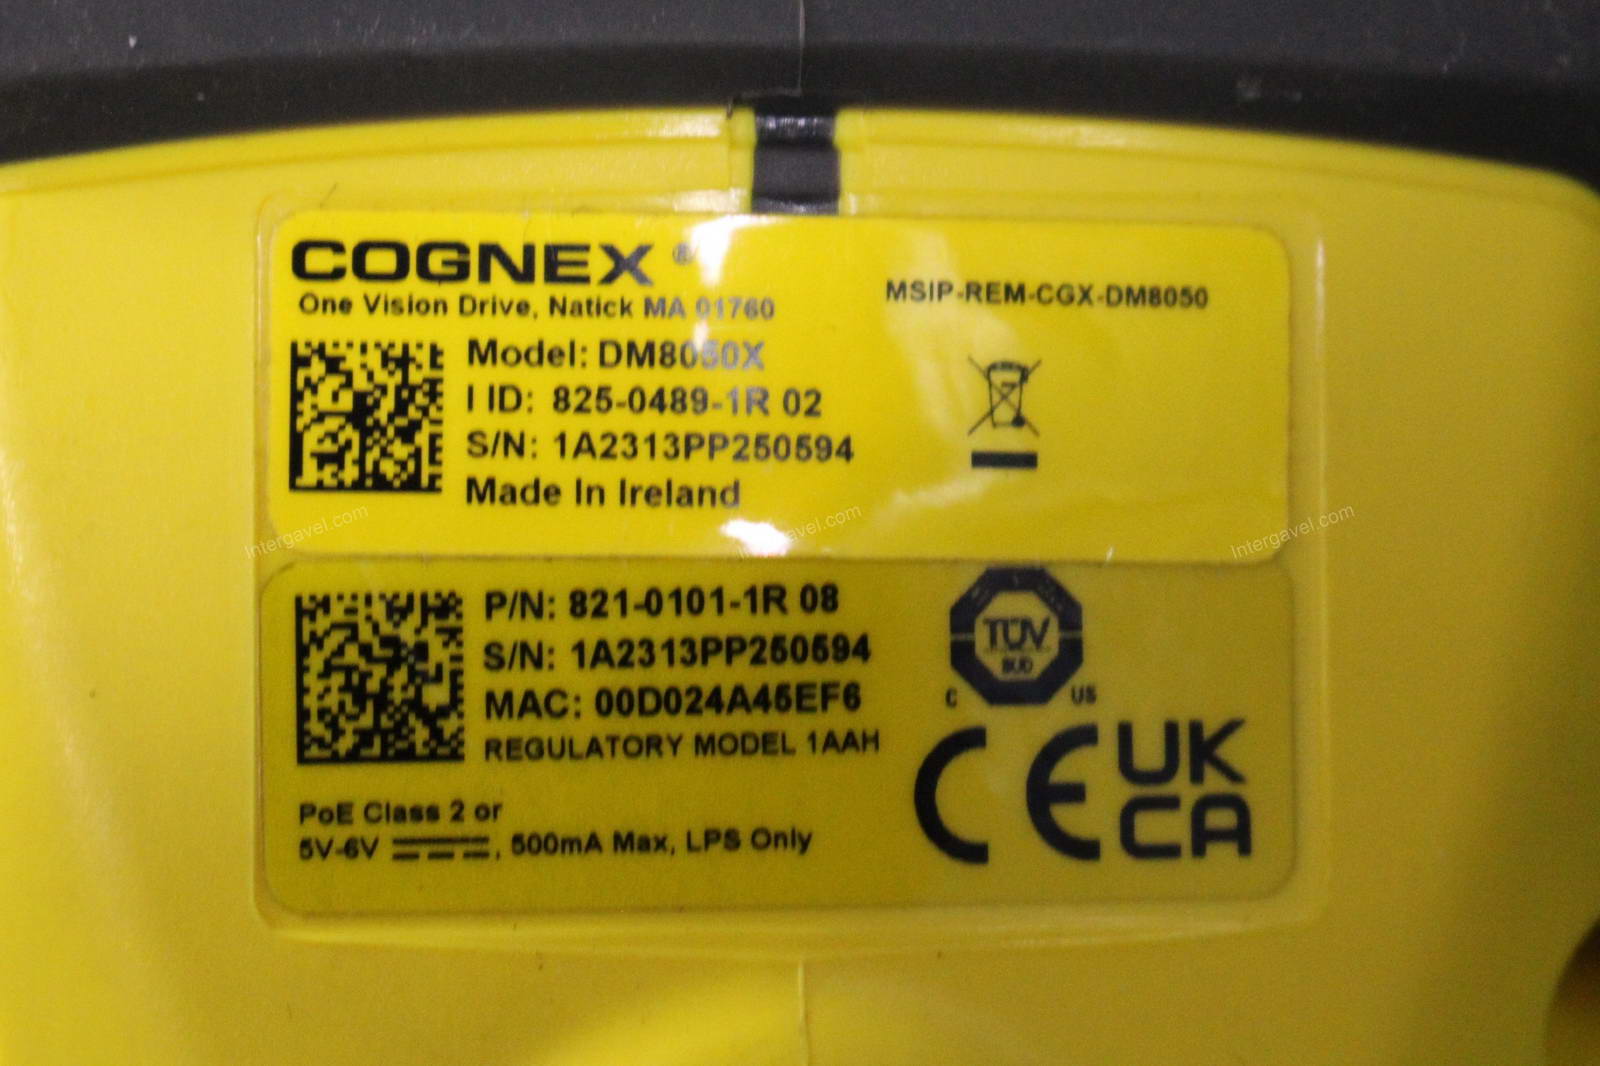 COGNEX ®
One Vision Drive, Natick MA 01760
MSIP-REM-CGX-DM8050
Model: DM8050X
I ID: 825-0489-1R 02
S/N: 1A2313PP250594
Made In Ireland
Intergavel.com
Intergavel.com
Intergavel.com
P/N: 821-0101-1R 08
S/N: 1A2313PP250594
MAC: 00D024A45EF6
REGULATORY MODEL 1AAH
TÜV
SÜD
C US
PoE Class 2 or
5V-6V, 500mA Max, LPS Only
CE
UK
CA